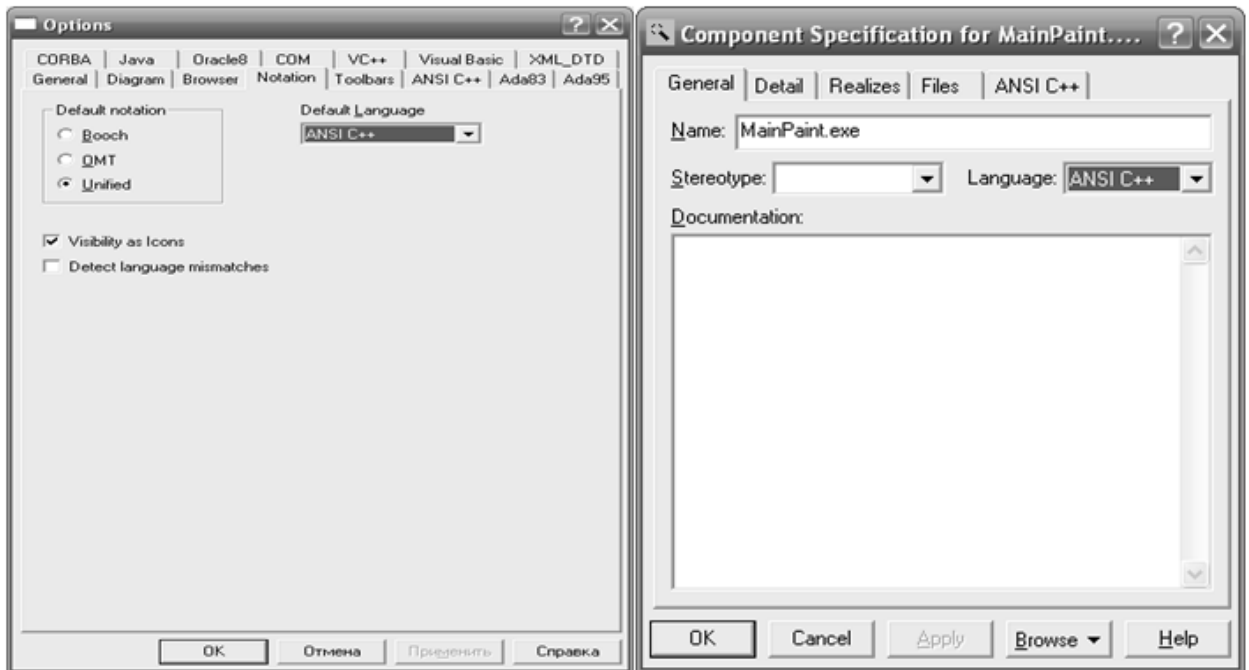 Options
CORBA Java Oracle8 COM VC++ Visual Basic XML_DTD
General Diagram Browser Notation Toolbars ANSI C++ Ada83 Ada95
Default notation
Booch
OMT
Unified
Default Language
ANSI C++
Visibility as Icons
Detect language mismatches
OK Отмена Применить Справка
Component Specification for MainPaint....
General Detail Realizes Files ANSI C++
Name: MainPaint.exe
Stereotype: Language: ANSI C++
Documentation:
OK Cancel Apply Browse Help